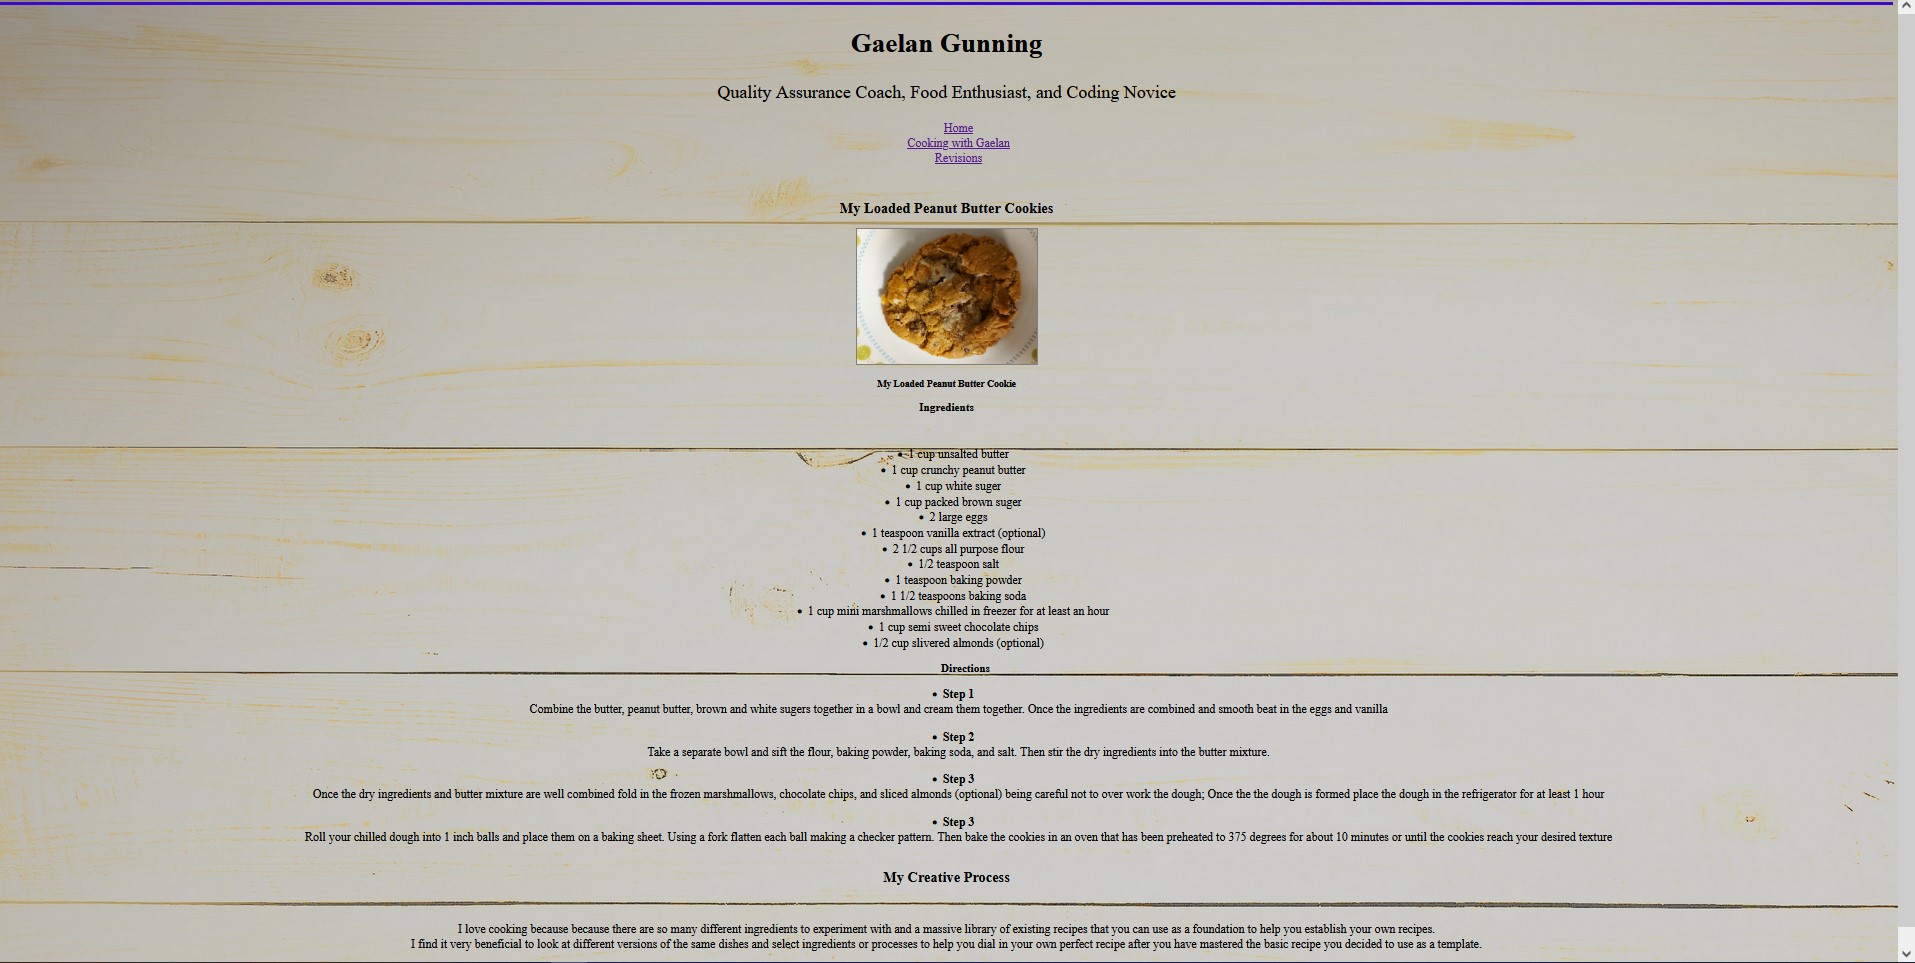 Gaelan Gunning
Quality Assurance Coach, Food Enthusiast, and Coding Novice
Home
Cooking with Gaelan
Revisions
My Loaded Peanut Butter Cookies
My Loaded Peanut Butter Cookie
Ingredients
• 1 cup unsalted butter
• 1 cup crunchy peanut butter
• 1 cup white suger
• 1 cup packed brown suger
• 2 large eggs
• 1 teaspoon vanilla extract (optional)
• 2 1/2 cups all purpose flour
• 1/2 teaspoon salt
• 1 teaspoon baking powder
• 1 1/2 teaspoons baking soda
• 1 cup mini marshmallows chilled in freezer for at least an hour
• 1 cup semi sweet chocolate chips
• 1/2 cup slivered almonds (optional)
Directions
• Step 1
Combine the butter, peanut butter, brown and white sugers together in a bowl and cream them together. Once the ingredients are combined and smooth beat in the eggs and vanilla
• Step 2
Take a separate bowl and sift the flour, baking powder, baking soda, and salt. Then stir the dry ingredients into the butter mixture.
• Step 3
Once the dry ingredients and butter mixture are well combined fold in the frozen marshmallows, chocolate chips, and sliced almonds (optional) being careful not to over work the dough; Once the the dough is formed place the dough in the refrigerator for at least 1 hour
• Step 3
Roll your chilled dough into 1 inch balls and place them on a baking sheet. Using a fork flatten each ball making a checker pattern. Then bake the cookies in an oven that has been preheated to 375 degrees for about 10 minutes or until the cookies reach your desired texture
My Creative Process
I love cooking because because there are so many different ingredients to experiment with and a massive library of existing recipes that you can use as a foundation to help you establish your own recipes.
I find it very beneficial to look at different versions of the same dishes and select ingredients or processes to help you dial in your own perfect recipe after you have mastered the basic recipe you decided to use as a template.